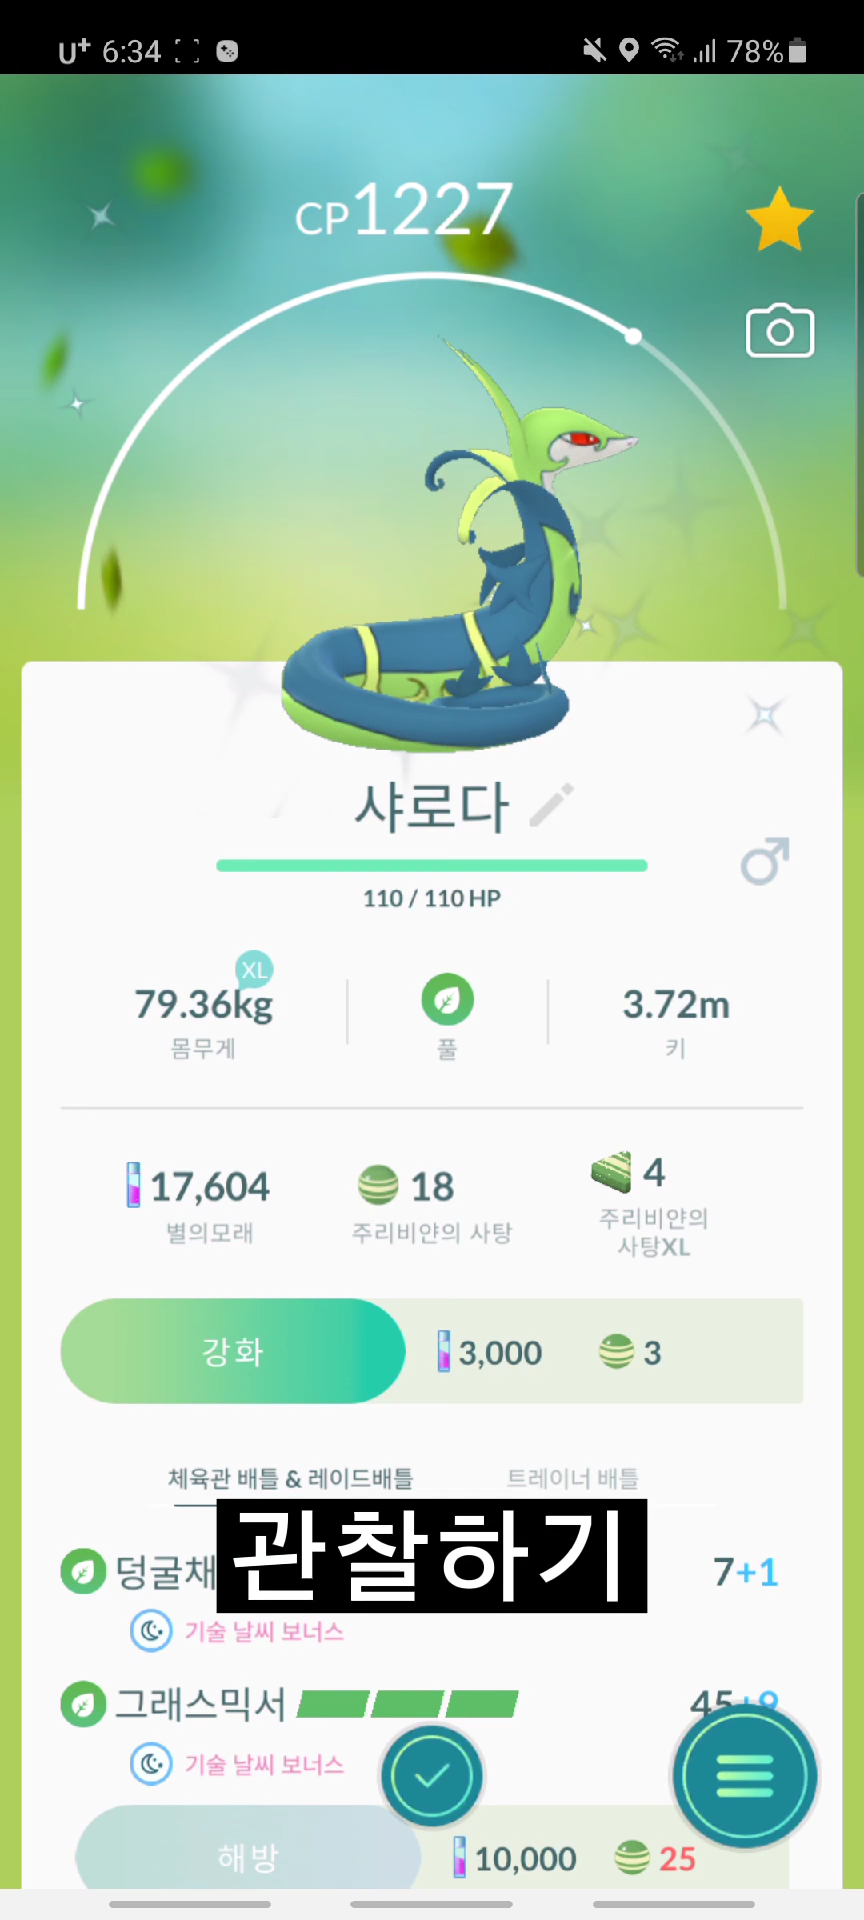 U+ 6:34 78%
CP1227
샤로다
110 / 110 HP
XL
79.36kg
3.72m
몸무게 풀 키
17,604 18 4
별의모래 주리비얀의 사탕 주리비얀의
사탕XL
강화 3,000 3
체육관 배틀 & 레이드배틀 트레이너 배틀
관찰하기
덩굴채 7+1
기술 날씨 보너스
그래스믹서 45+9
기술 날씨 보너스
해방 10,000 25